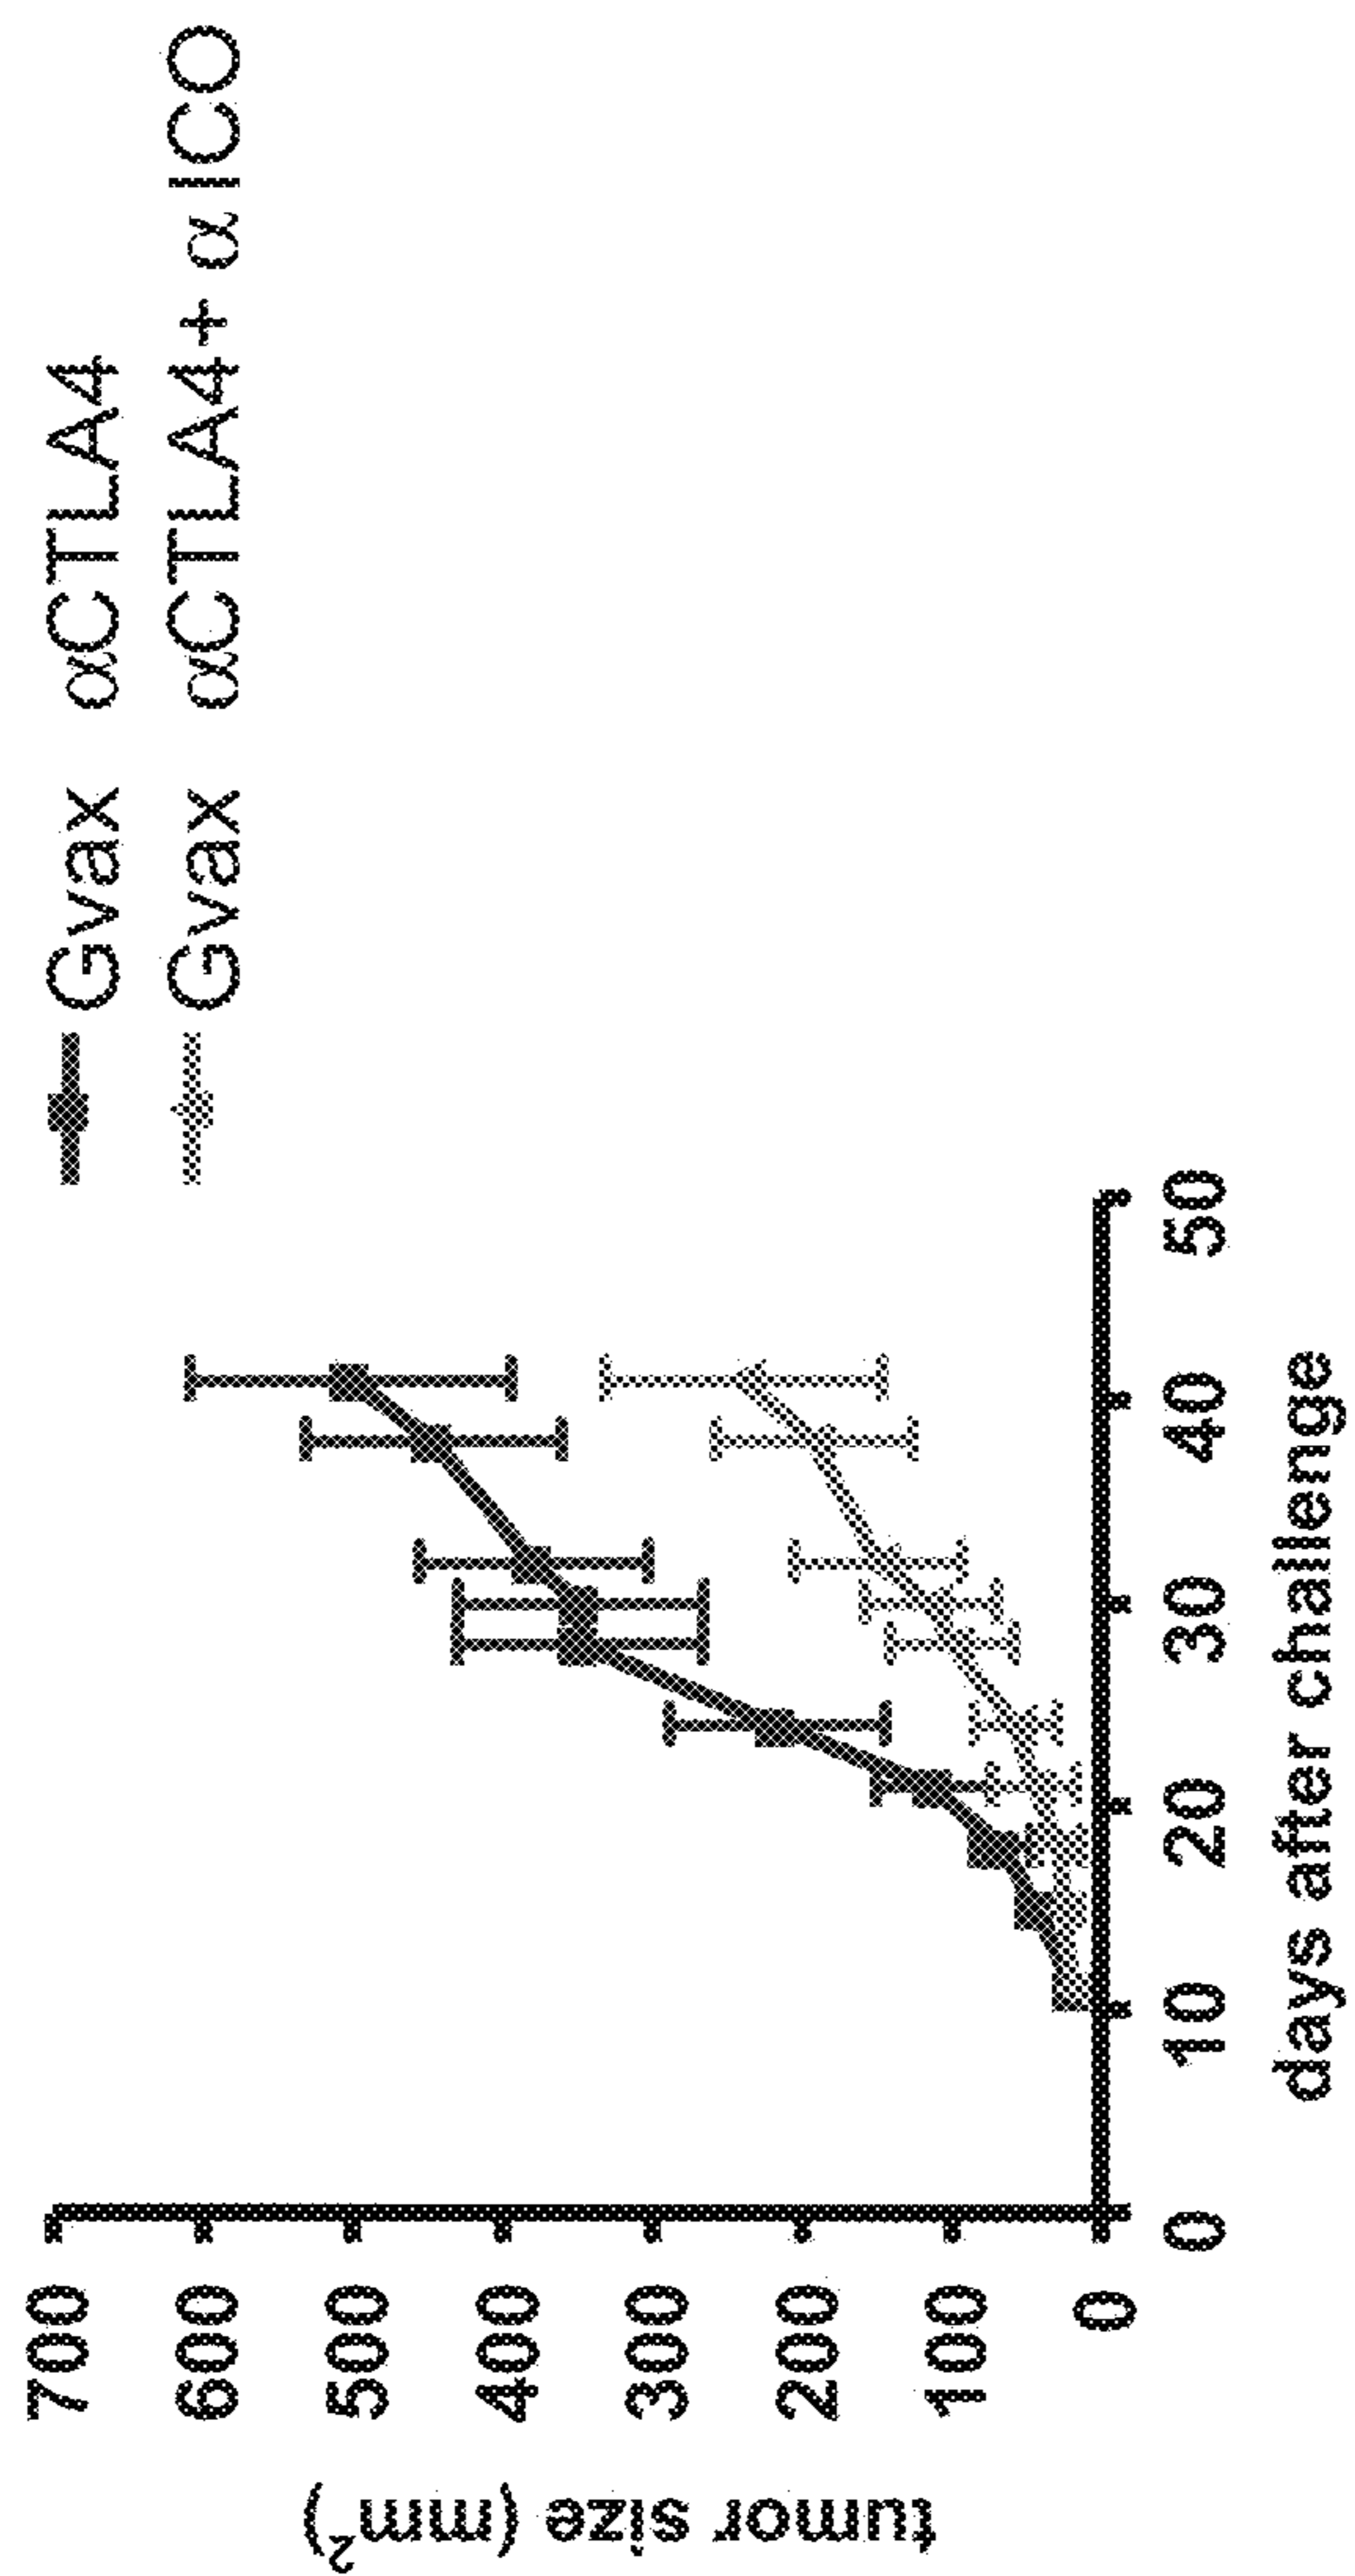 Gvax αCTLA4
Gvax αCTLA4+ α ICO
tumor size (mm²)
700
600
500
400
300
200
100
0
0 10 20 30 40 50
days after challenge